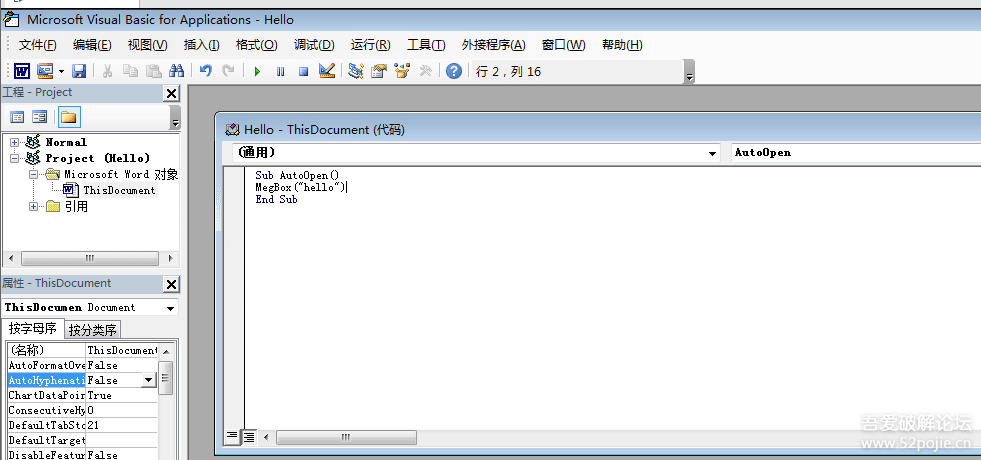 Microsoft Visual Basic for Applications - Hello
文件(F) 编辑(E) 视图(V) 插入(I) 格式(O) 调试(D) 运行(R) 工具(T) 外接程序(A) 窗口(W) 帮助(H)
行 2，列 16
工程 - Project
Normal
Project (Hello)
Microsoft Word 对象
ThisDocument
引用
属性 - ThisDocument
ThisDocumen Document
按字母序 按分类序
(名称) ThisDocument
AutoFormatOve False
AutoHyphenati False
ChartDataPoin True
ConsecutiveHy 0
DefaultTabSto 21
DefaultTarget
DisableFeatur False
Hello - ThisDocument (代码)
(通用) AutoOpen
Sub AutoOpen()
MegBox("hello")
End Sub
吾爱破解论坛
www.52pojie.cn